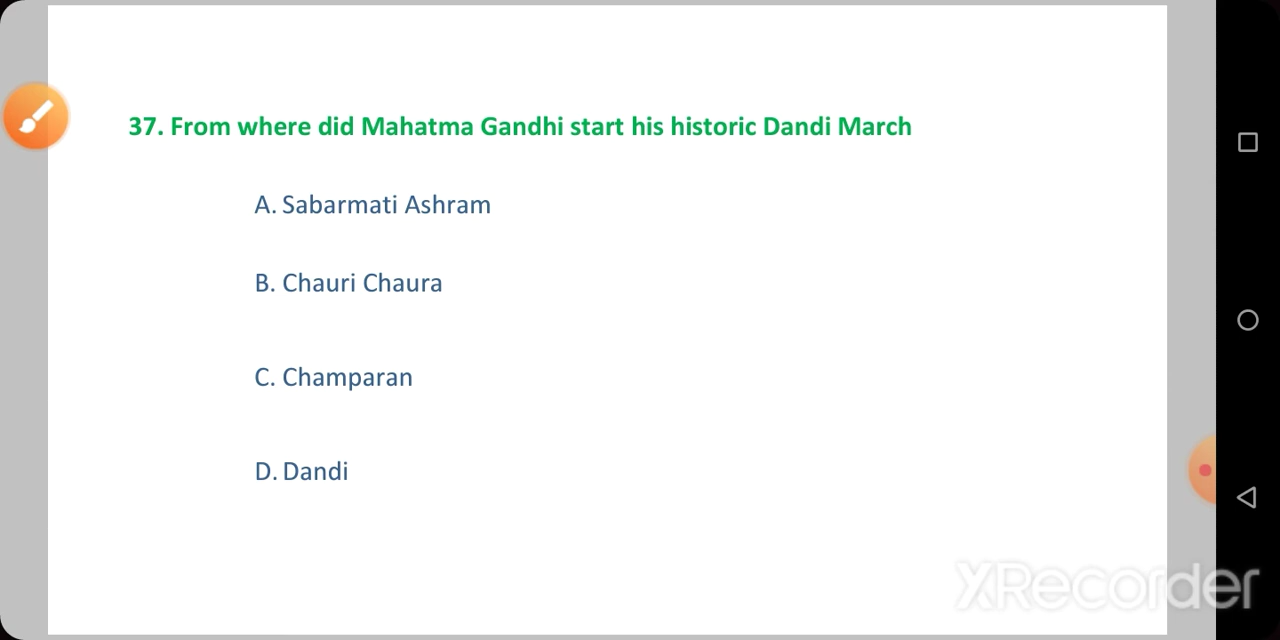 37. From where did Mahatma Gandhi start his historic Dandi March
A. Sabarmati Ashram
B. Chauri Chaura
C. Champaran
D. Dandi
XRecorder